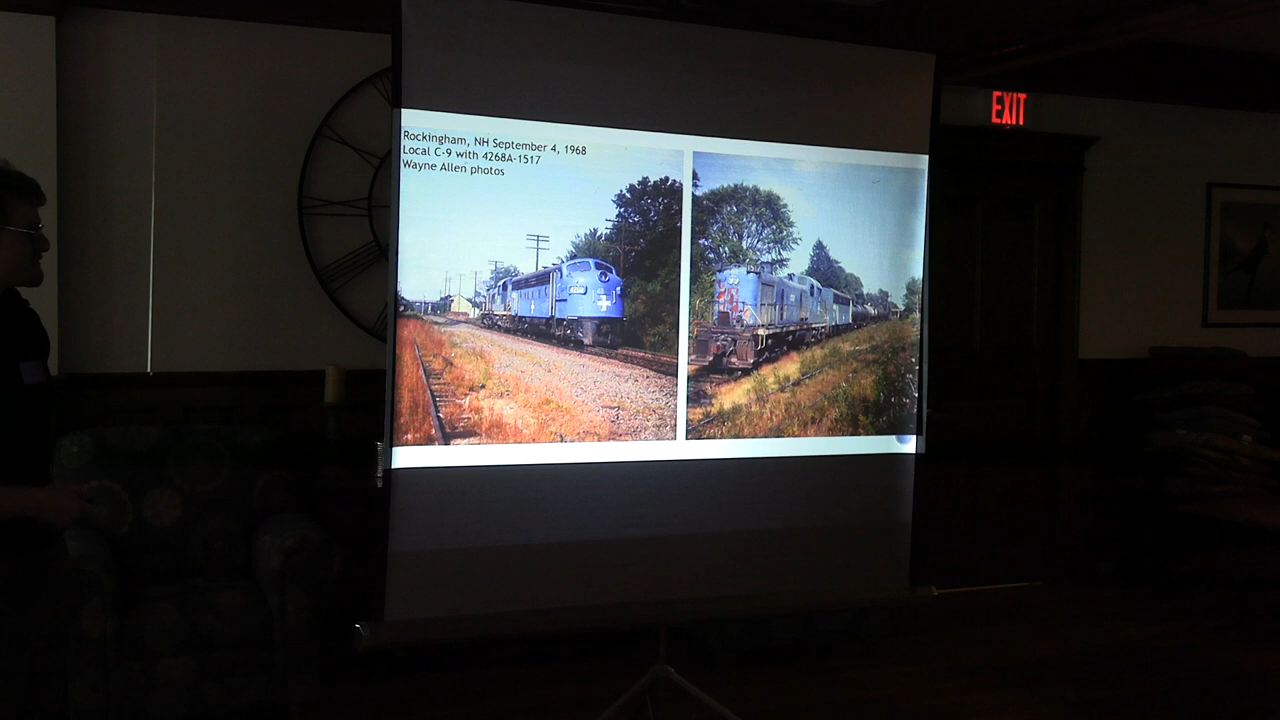 Rockingham, NH September 4, 1968
Local C-9 with 4268A-1517
Wayne Allen photos
EXIT